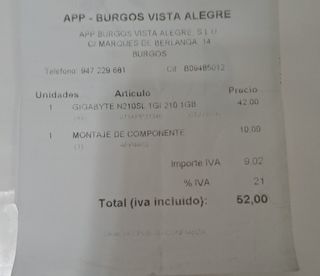 APP - BURGOS VISTA ALEGRE
APP BURGOS VISTA ALEGRE, S.L.U
C/ MARQUES DE BERLANGA, 14
BURGOS
Teléfono: 947 229 681 Cif: B09485012
Unidades Artículo Precio
1 GIGABYTE N210SL 1GI 210 1GB 42,00
1 MONTAJE DE COMPONENTE 10,00
Importe IVA 9,02
% IVA 21
Total (iva incluido): 52,00